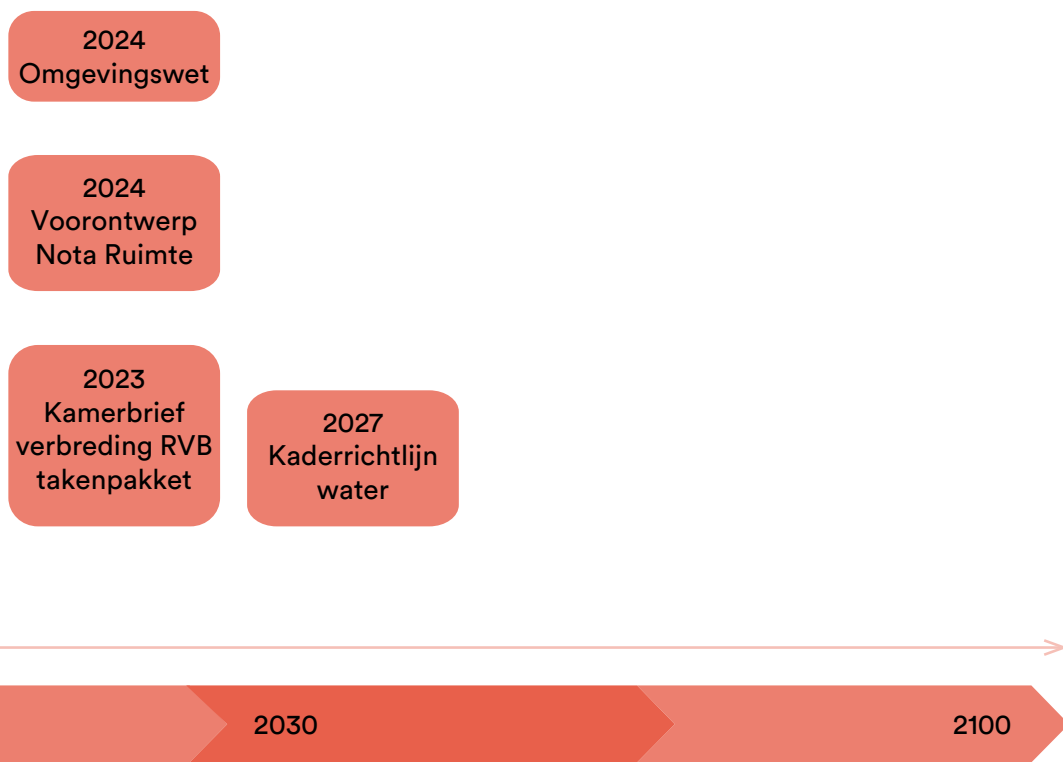 2024
Omgevingswet
2024
Voorontwerp
Nota Ruimte
2023
Kamerbrief
verbreding RVB
takenpakket
2027
Kaderrichtlijn
water
2030
2100